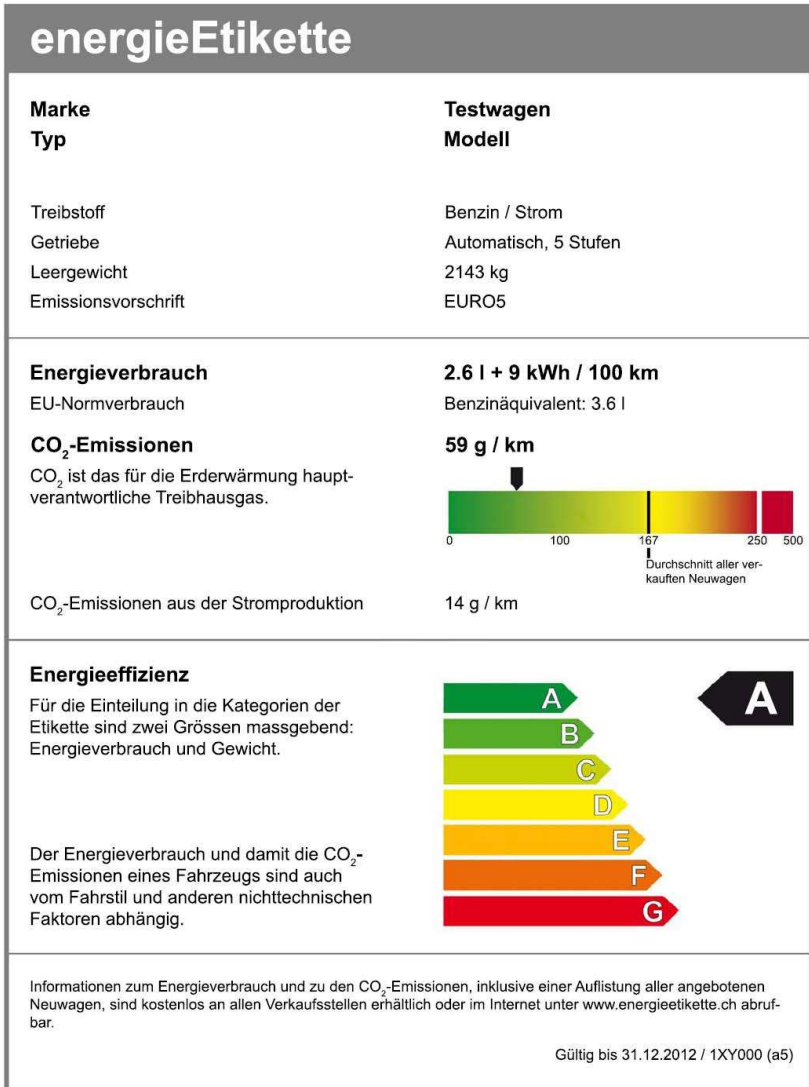 energieEtikette
Marke Testwagen
Typ Modell
Treibstoff Benzin / Strom
Getriebe Automatisch, 5 Stufen
Leergewicht 2143 kg
Emissionsvorschrift EURO5
Energieverbrauch 2.6 l + 9 kWh / 100 km
EU-Normverbrauch Benzinäquivalent: 3.6 l
CO₂-Emissionen 59 g / km
CO₂ ist das für die Erderwärmung haupt-
verantwortliche Treibhausgas.
0 100 167 250 500
Durchschnitt aller ver-
kauften Neuwagen
CO₂-Emissionen aus der Stromproduktion 14 g / km
Energieeffizienz
Für die Einteilung in die Kategorien der
Etikette sind zwei Grössen massgebend:
Energieverbrauch und Gewicht.
A A
B
C
D
E
F
G
Der Energieverbrauch und damit die CO₂-
Emissionen eines Fahrzeugs sind auch
vom Fahrstil und anderen nichttechnischen
Faktoren abhängig.
Informationen zum Energieverbrauch und zu den CO₂-Emissionen, inklusive einer Auflistung aller angebotenen
Neuwagen, sind kostenlos an allen Verkaufsstellen erhältlich oder im Internet unter www.energieetikette.ch abruf-
bar.
Gültig bis 31.12.2012 / 1XY000 (a5)